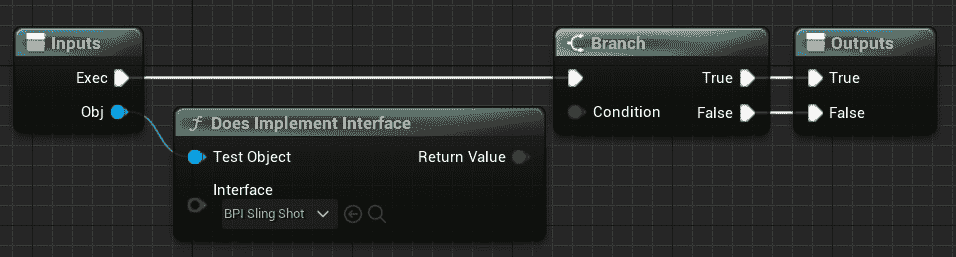 Inputs
Exec
Obj
f Does Implement Interface
Test Object
Return Value
Interface
BPI Sling Shot
Branch
True
Condition
False
Outputs
True
False